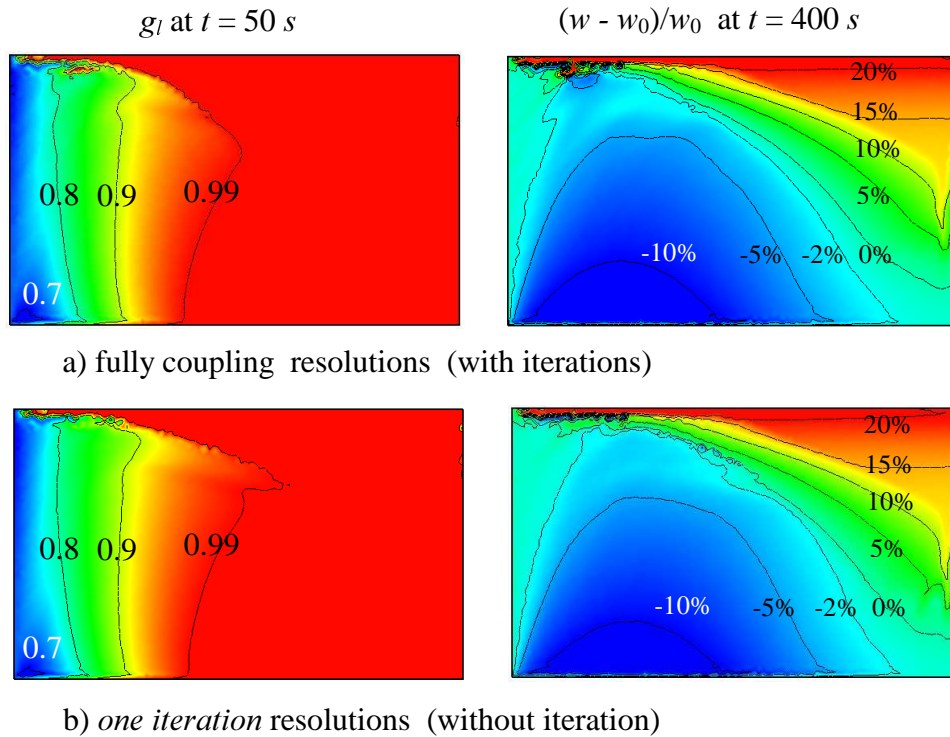 g_l at t = 50 s
(w - w_0)/w_0 at t = 400 s
0.8 0.9 0.99
0.7
20%
15%
10%
5%
-10% -5% -2% 0%
a) fully coupling resolutions (with iterations)
0.8 0.9 0.99
0.7
20%
15%
10%
5%
-10% -5% -2% 0%
b) one iteration resolutions (without iteration)